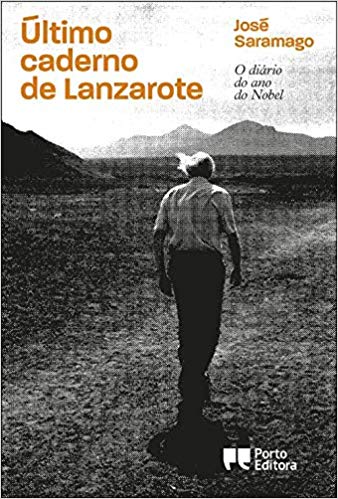 Último
caderno
de Lanzarote
José
Saramago
O diário
do ano
do Nobel
Porto
Editora